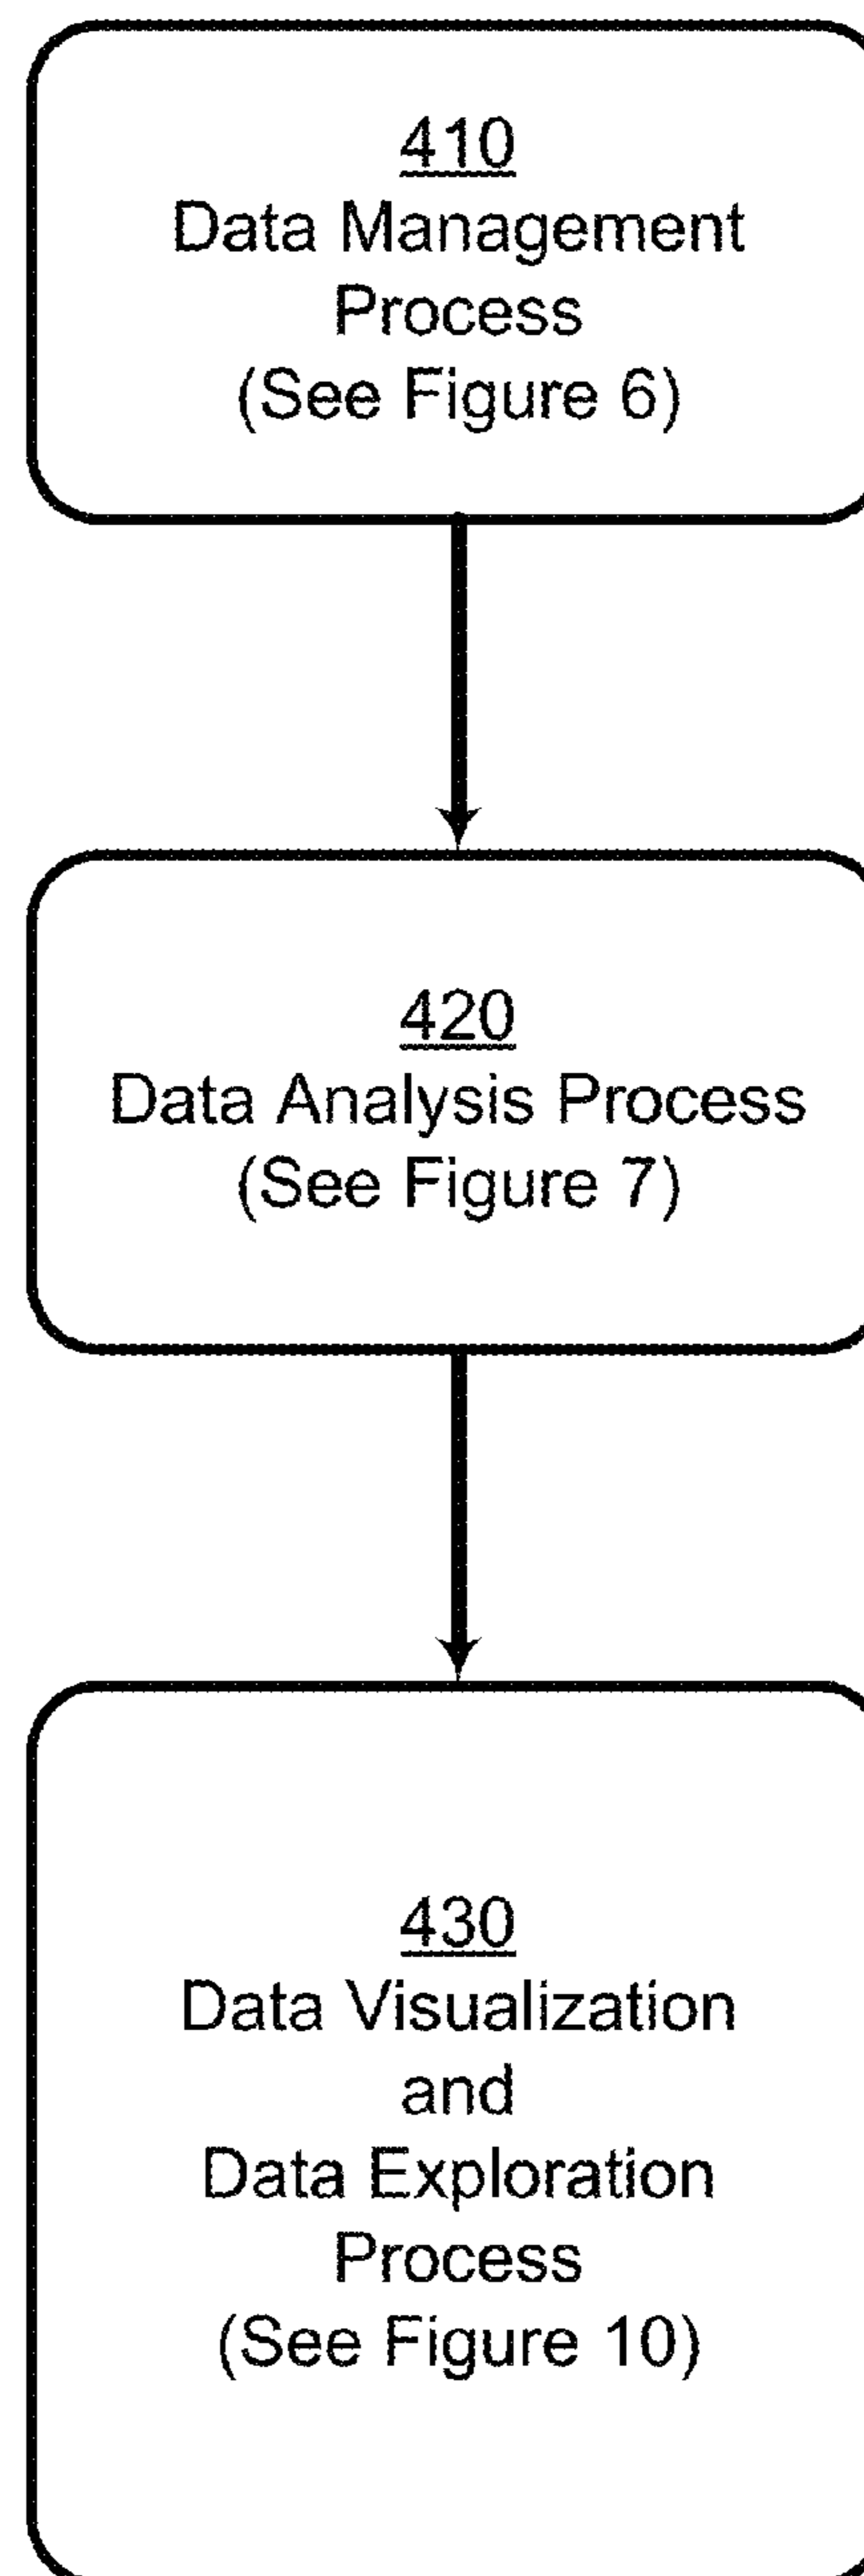 410
Data Management
Process
(See Figure 6)
420
Data Analysis Process
(See Figure 7)
430
Data Visualization
and
Data Exploration
Process
(See Figure 10)